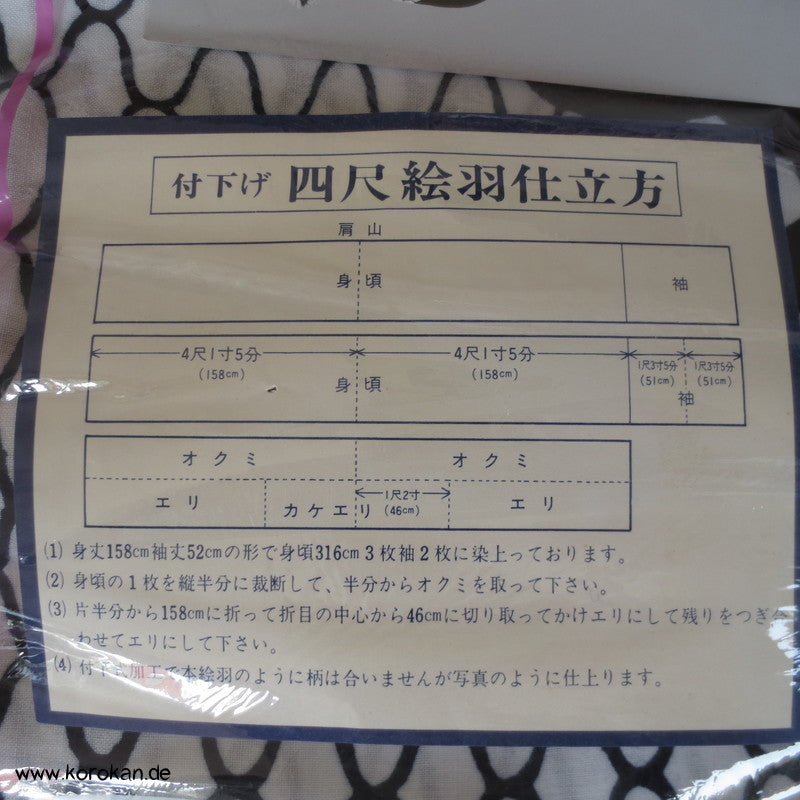 付下げ 四尺絵羽仕立方
肩山
身頃 袖
4尺1寸5分 4尺1寸5分 1尺3寸5分 1尺3寸5分
(158cm) (158cm) (51cm) (51cm)
身頃 袖
オクミ オクミ
エリ カケエリ 1尺2寸 エリ
(46cm)
(1) 身丈158cm袖丈52cmの形で身頃316cm3枚袖2枚に染上っております。
(2) 身頃の1枚を縦半分に裁断して、半分からオクミを取って下さい。
(3) 片半分から158cmに折って折目の中心から46cmに切り取ってかけエリにして残りをつぎ合
わせてエリにして下さい。
(4) 付下式加工で本絵羽のように柄は合いませんが写真のように仕上ります。
www.korokan.de